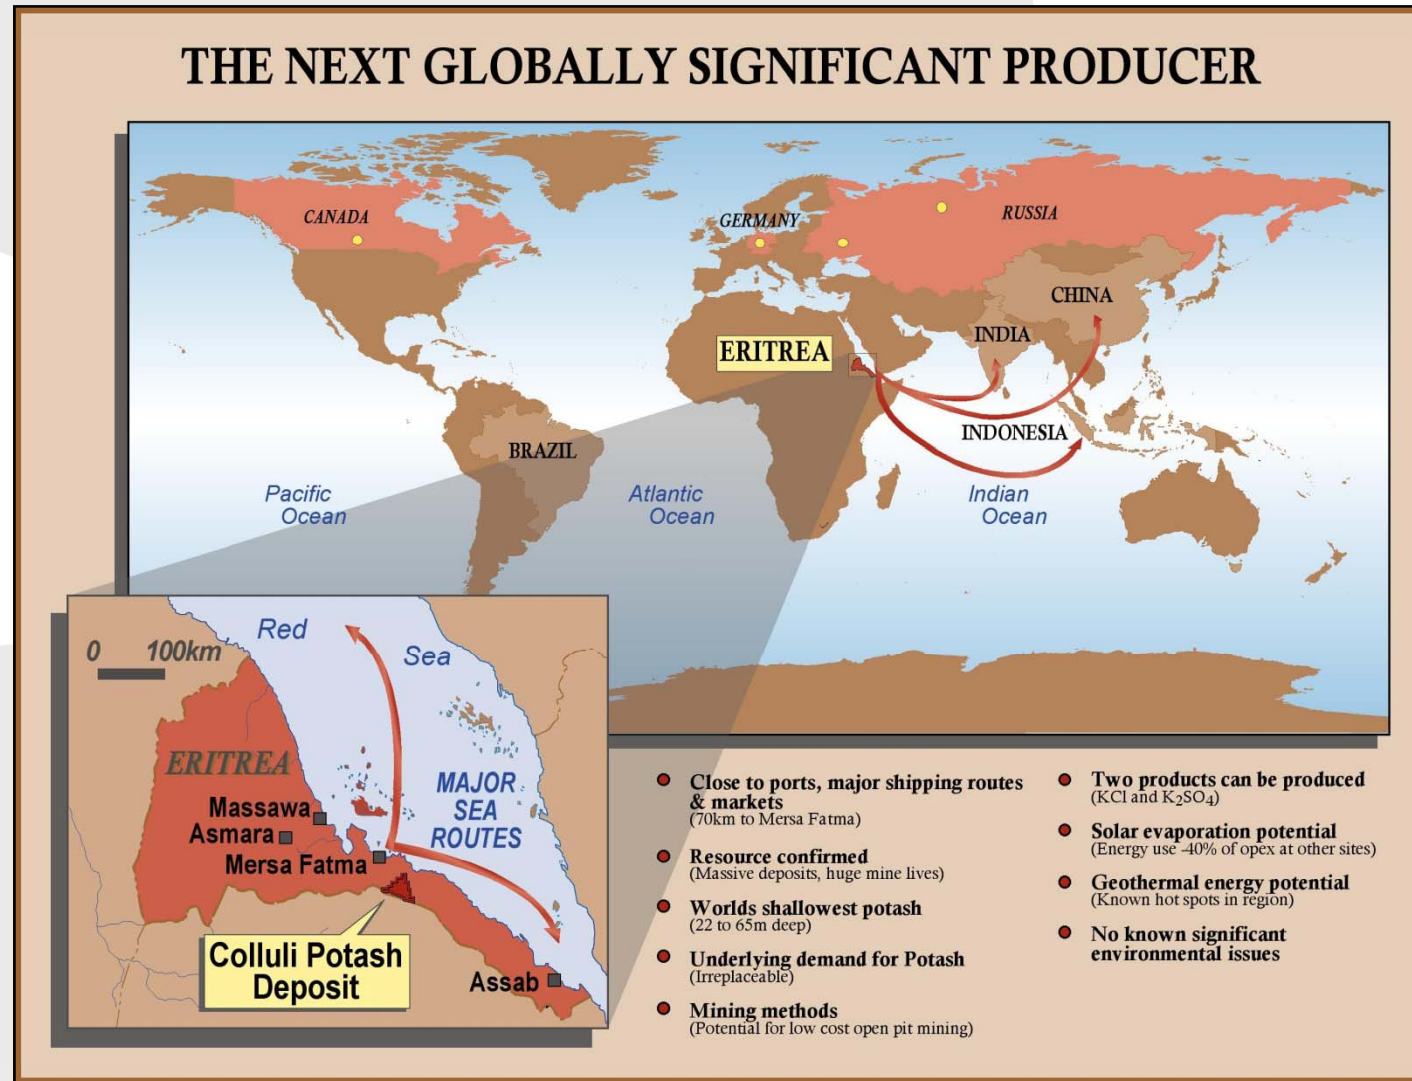 THE NEXT GLOBALLY SIGNIFICANT PRODUCER
CANADA
GERMANY
RUSSIA
CHINA
INDIA
ERITREA
INDONESIA
BRAZIL
Pacific
Ocean
Atlantic
Ocean
Indian
Ocean
Red
Sea
0 100km
ERITREA
MAJOR
SEA
ROUTES
Massawa
Asmara
Mersa Fatma
Colluli Potash
Deposit
Assab
Close to ports, major shipping routes
& markets
(70km to Mersa Fatma)
Resource confirmed
(Massive deposits, huge mine lives)
Worlds shallowest potash
(22 to 65m deep)
Underlying demand for Potash
(Irreplaceable)
Mining methods
(Potential for low cost open pit mining)
Two products can be produced
(KCl and K₂SO₄)
Solar evaporation potential
(Energy use -40% of opex at other sites)
Geothermal energy potential
(Known hot spots in region)
No known significant
environmental issues